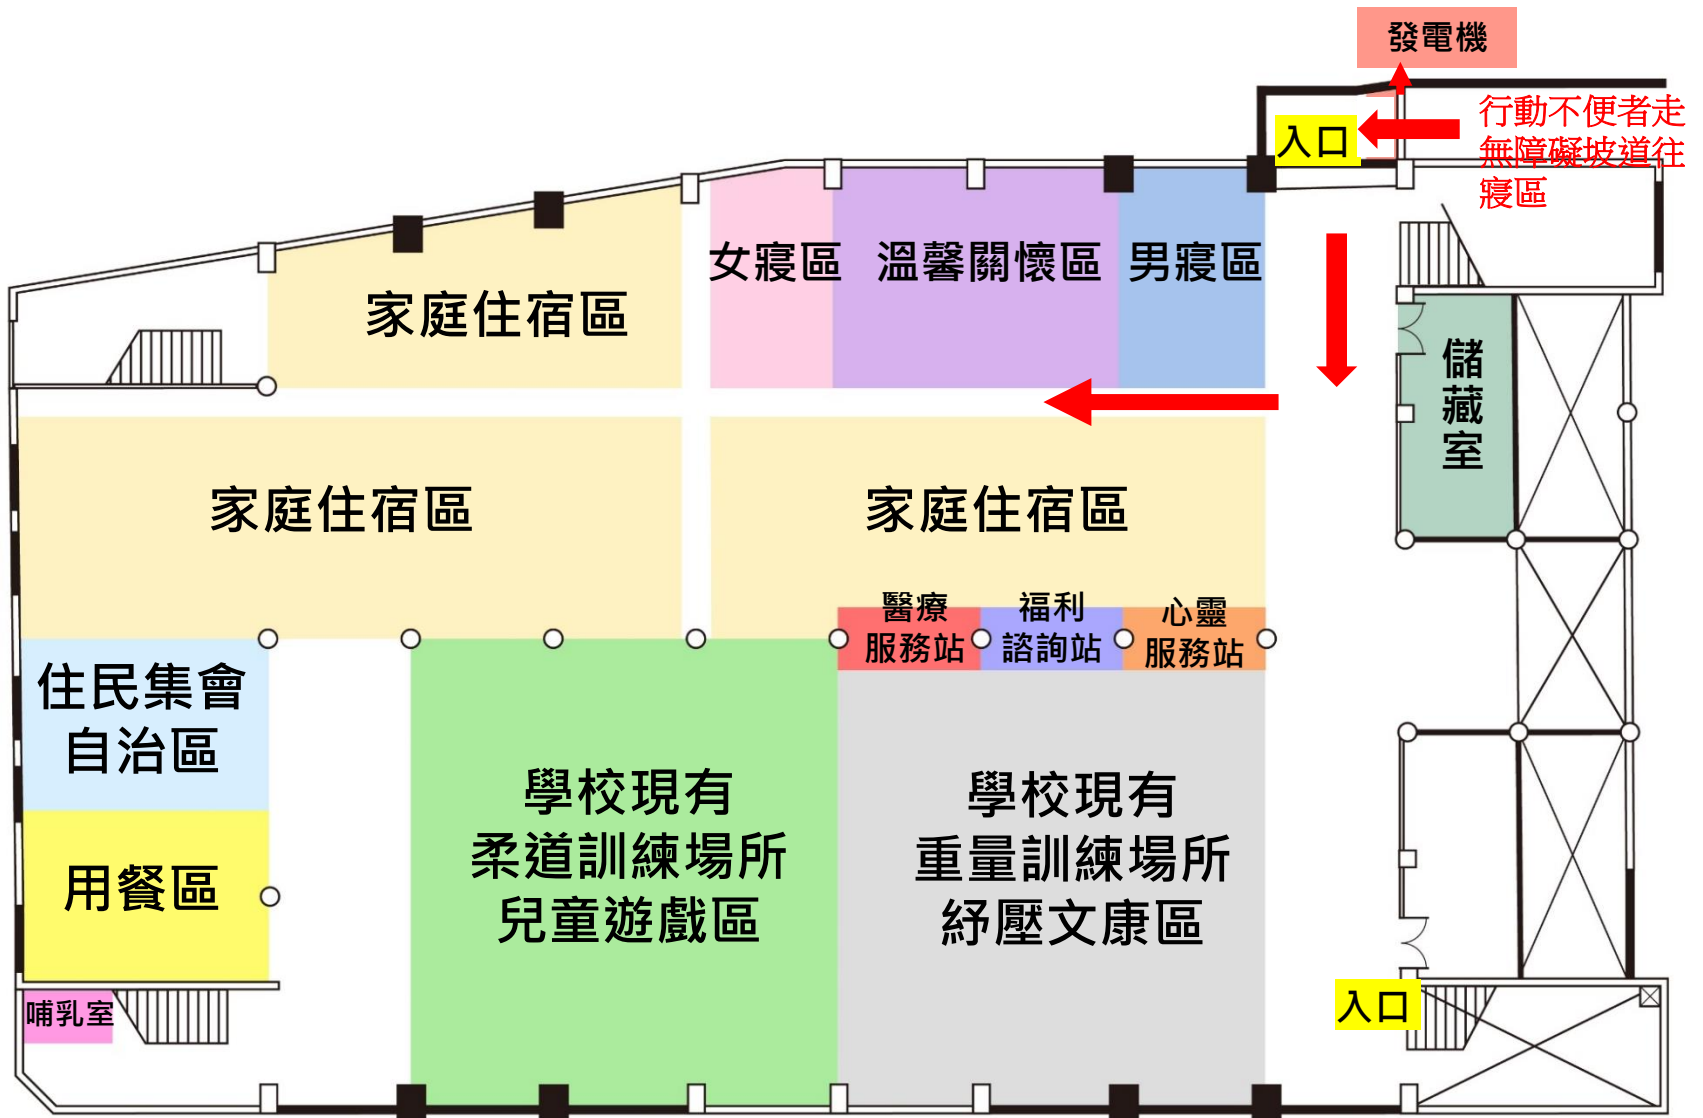 發電機
入口
行動不便者走
無障礙坡道往
寢區
女寢區
溫馨關懷區
男寢區
家庭住宿區
儲
藏
室
家庭住宿區
家庭住宿區
醫療
服務站
福利
諮詢站
心靈
服務站
住民集會
自治區
學校現有
柔道訓練場所
兒童遊戲區
學校現有
重量訓練場所
紓壓文康區
用餐區
哺乳室
入口